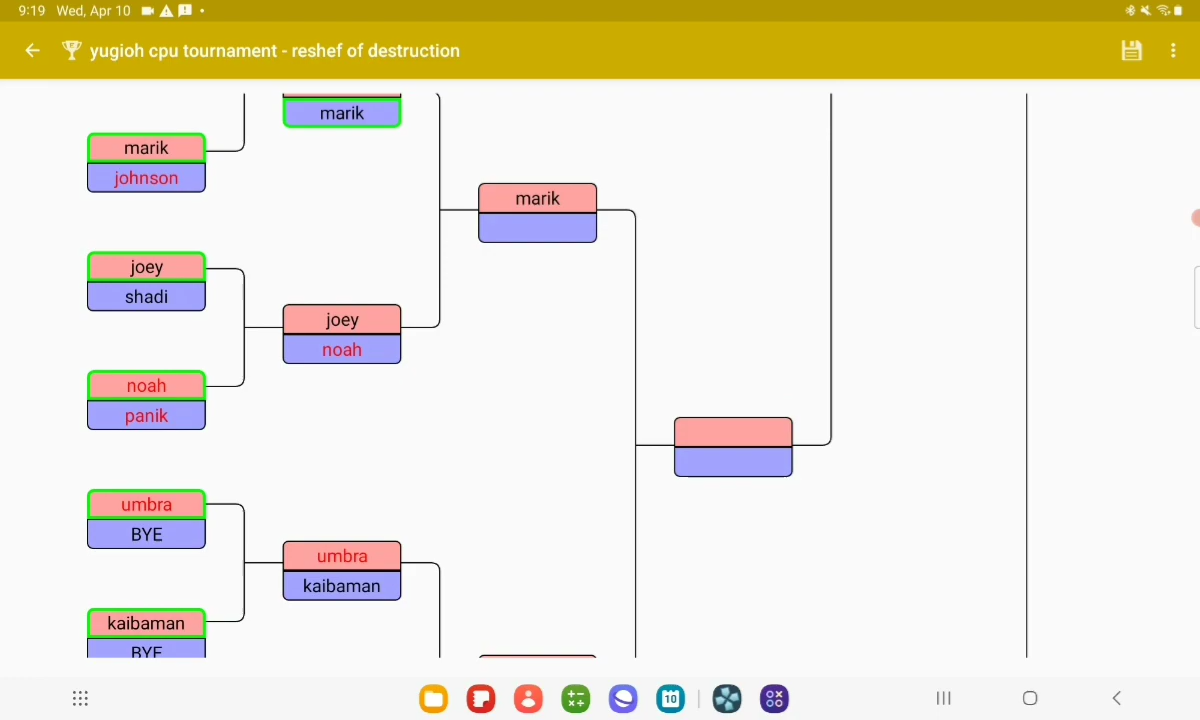 9:19 Wed, Apr 10
yugioh cpu tournament - reshef of destruction
marik
marik
johnson
marik
joey
shadi
joey
noah
noah
panik
umbra
BYE
umbra
kaibaman
kaibaman
BYE
10